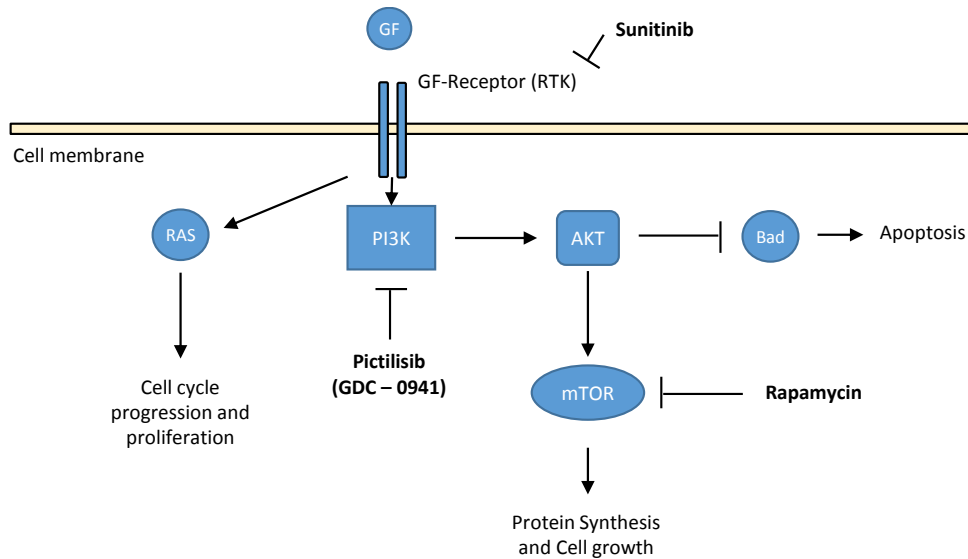 GF
Sunitinib
GF-Receptor (RTK)
Cell membrane
RAS
PI3K
AKT
Bad
Apoptosis
Pictilisib
(GDC – 0941)
Cell cycle
progression and
proliferation
mTOR
Rapamycin
Protein Synthesis
and Cell growth